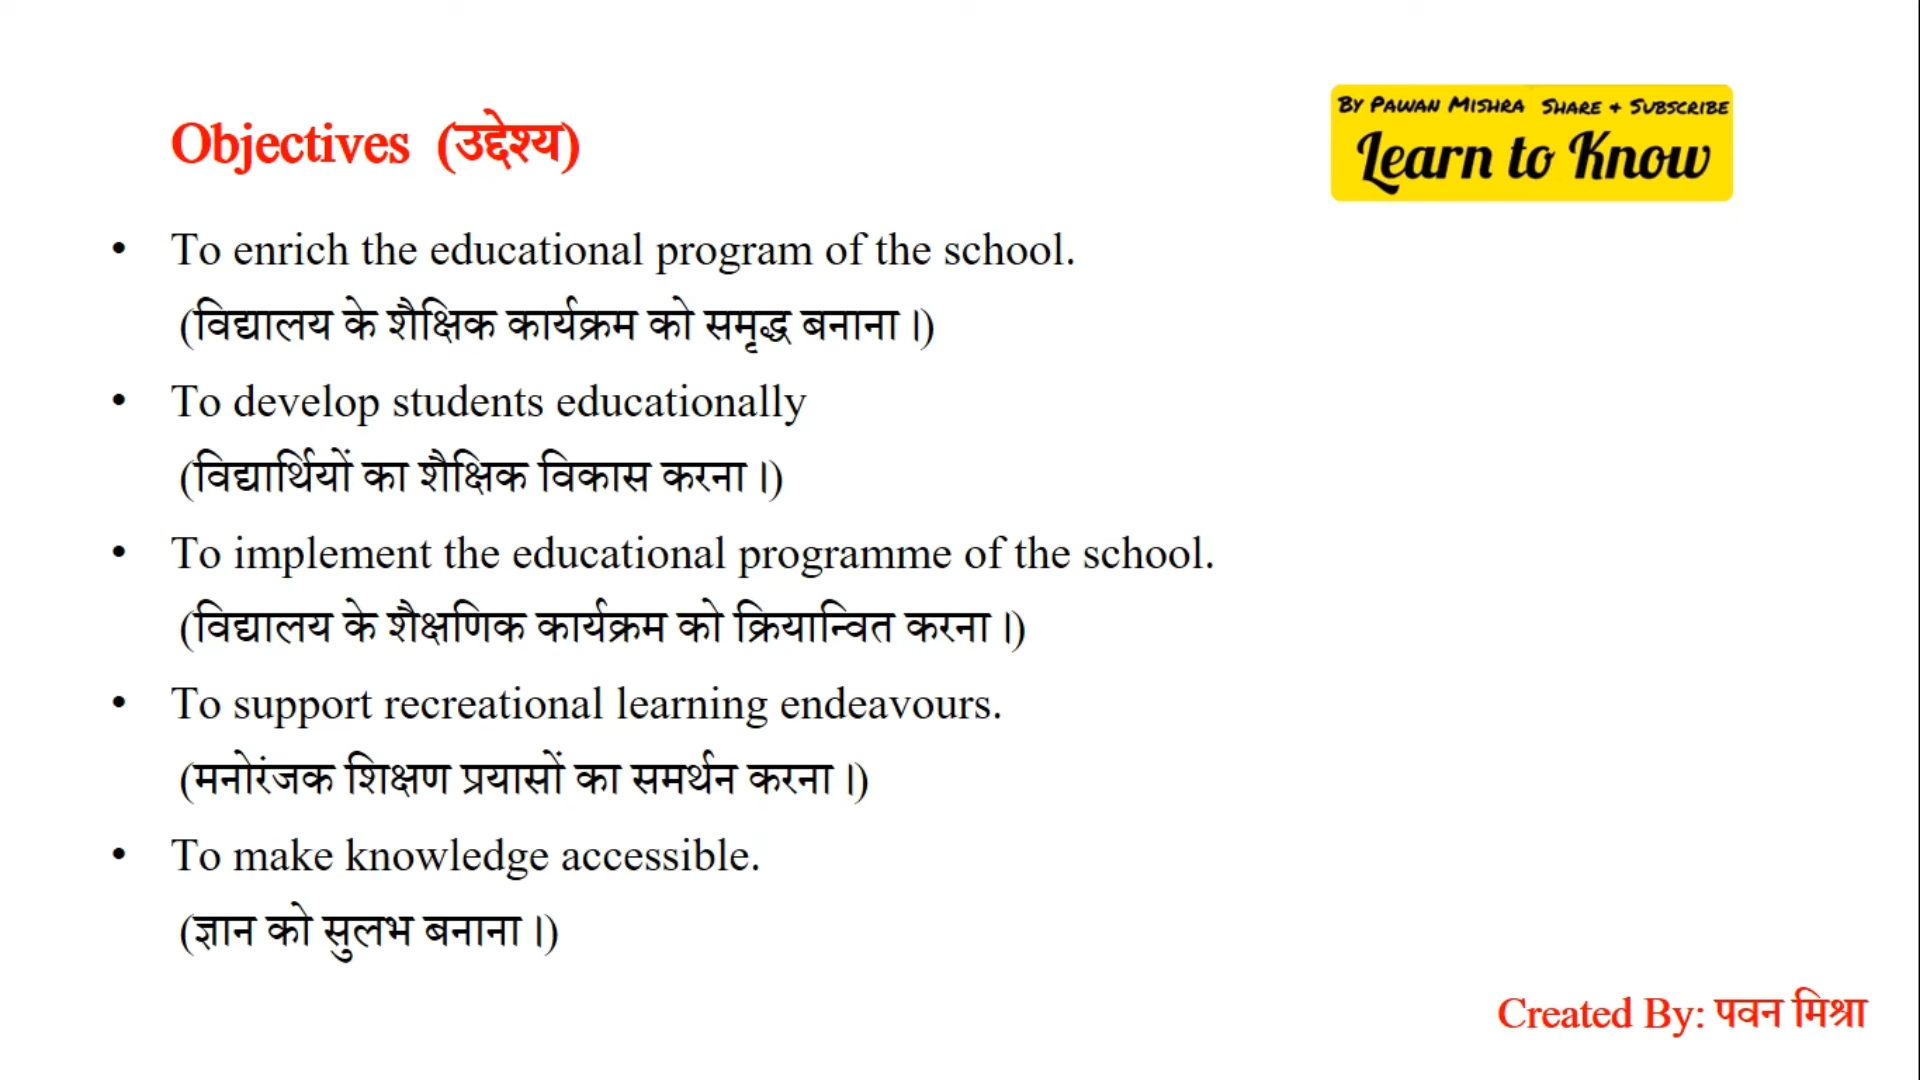 Objectives (उद्देश्य)
By Pawan Mishra Share + Subscribe
Learn to Know
• To enrich the educational program of the school.
(विद्यालय के शैक्षिक कार्यक्रम को समृद्ध बनाना।)
• To develop students educationally
(विद्यार्थियों का शैक्षिक विकास करना।)
• To implement the educational programme of the school.
(विद्यालय के शैक्षणिक कार्यक्रम को क्रियान्वित करना।)
• To support recreational learning endeavours.
(मनोरंजक शिक्षण प्रयासों का समर्थन करना।)
• To make knowledge accessible.
(ज्ञान को सुलभ बनाना।)
Created By: पवन मिश्रा